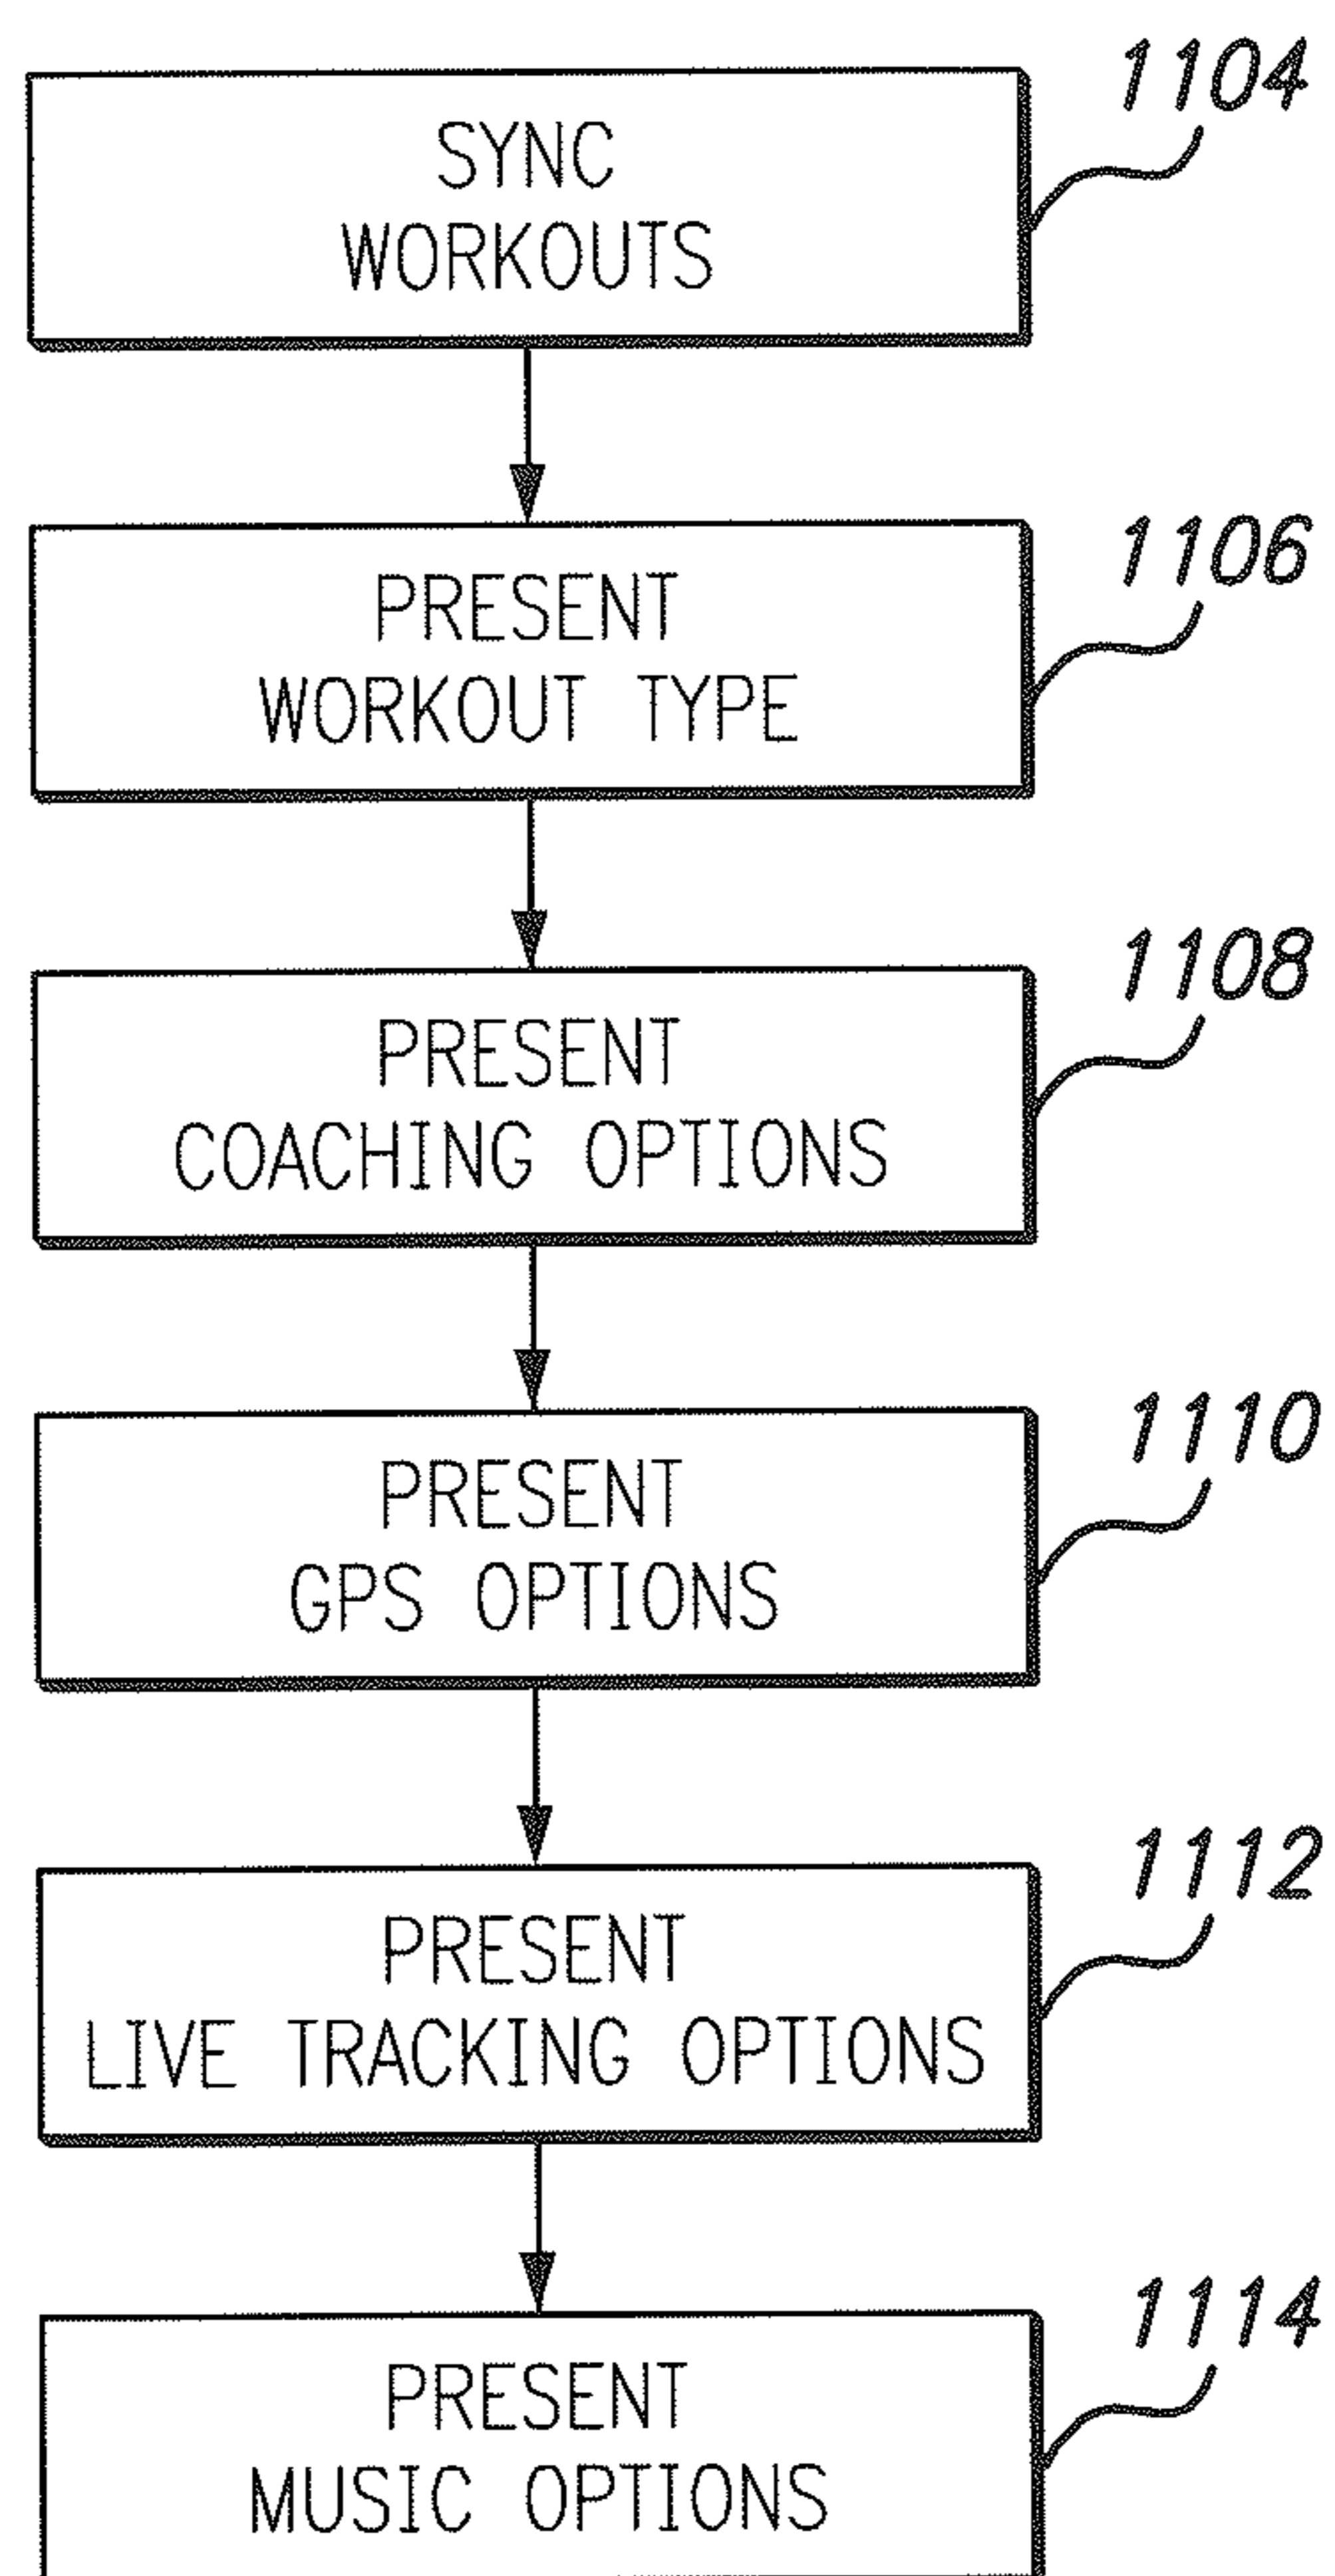 1104
SYNC
WORKOUTS
1106
PRESENT
WORKOUT TYPE
1108
PRESENT
COACHING OPTIONS
1110
PRESENT
GPS OPTIONS
1112
PRESENT
LIVE TRACKING OPTIONS
1114
PRESENT
MUSIC OPTIONS